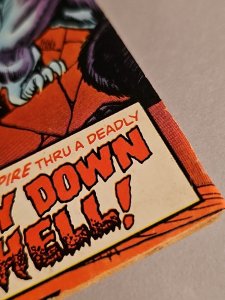 PIRE THRU A DEADLY
Y DOWN
HELL!